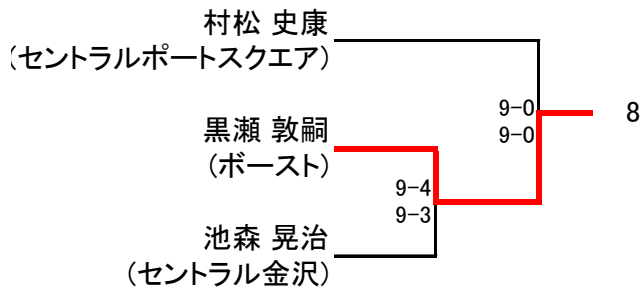 村松 史康
(セントラルポートスクエア)
9-0
8
9-0
黒瀬 敦嗣
(ボースト)
9-4
9-3
池森 晃治
(セントラル金沢)